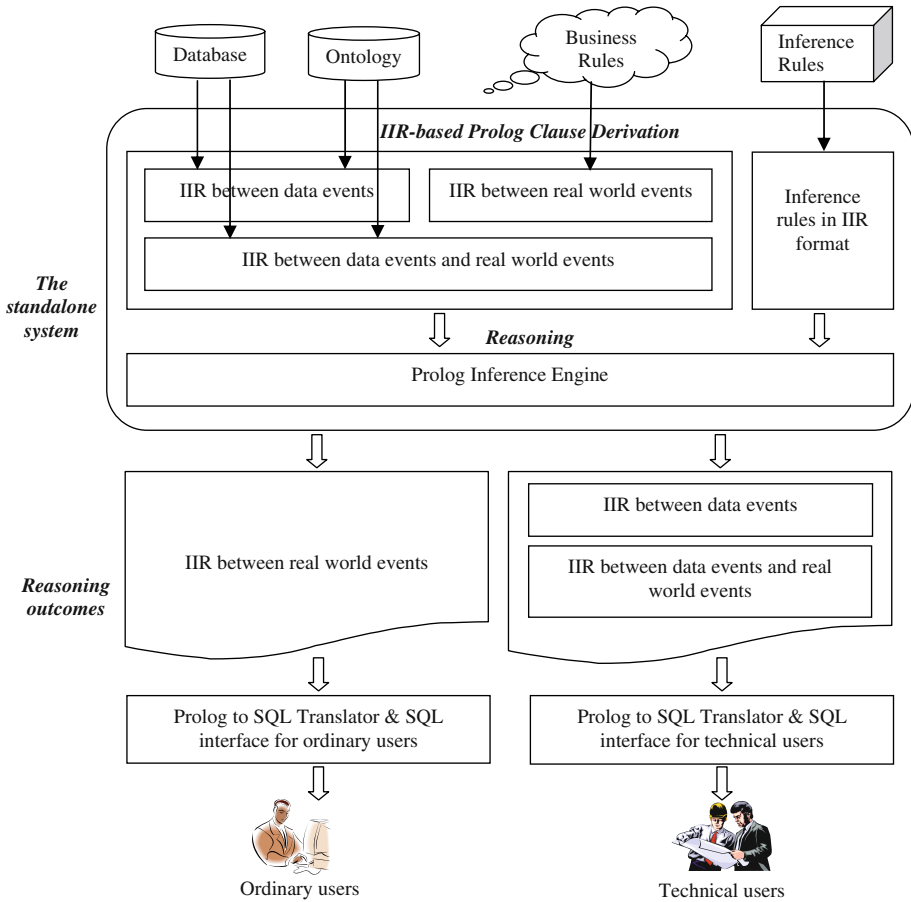 Database
Ontology
Business
Rules
Inference
Rules
IIR-based Prolog Clause Derivation
IIR between data events
IIR between real world events
Inference
rules in IIR
format
IIR between data events and real world events
The
standalone
system
Reasoning
Prolog Inference Engine
IIR between real world events
IIR between data events
IIR between data events and real
world events
Reasoning
outcomes
Prolog to SQL Translator & SQL
interface for ordinary users
Prolog to SQL Translator & SQL
interface for technical users
Ordinary users
Technical users